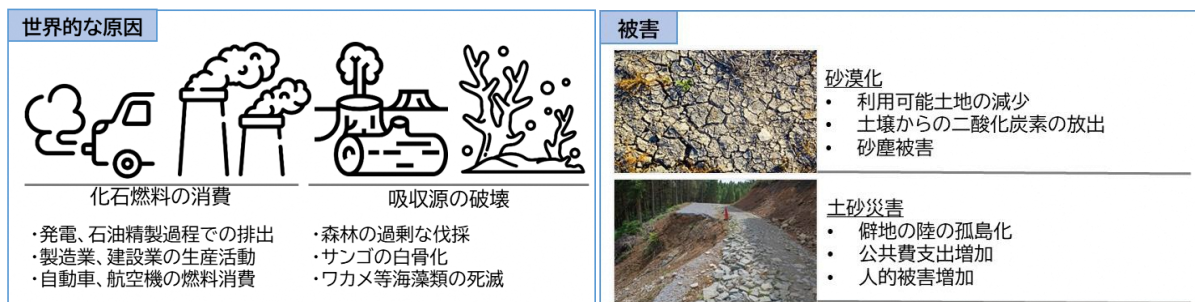 世界的な原因
化石燃料の消費
・発電、石油精製過程での排出
・製造業、建設業の生産活動
・自動車、航空機の燃料消費
吸収源の破壊
・森林の過剰な伐採
・サンゴの白骨化
・ワカメ等海藻類の死滅
被害
砂漠化
• 利用可能土地の減少
• 土壌からの二酸化炭素の放出
• 砂塵被害
土砂災害
• 僻地の陸の孤島化
• 公共費支出増加
• 人的被害増加